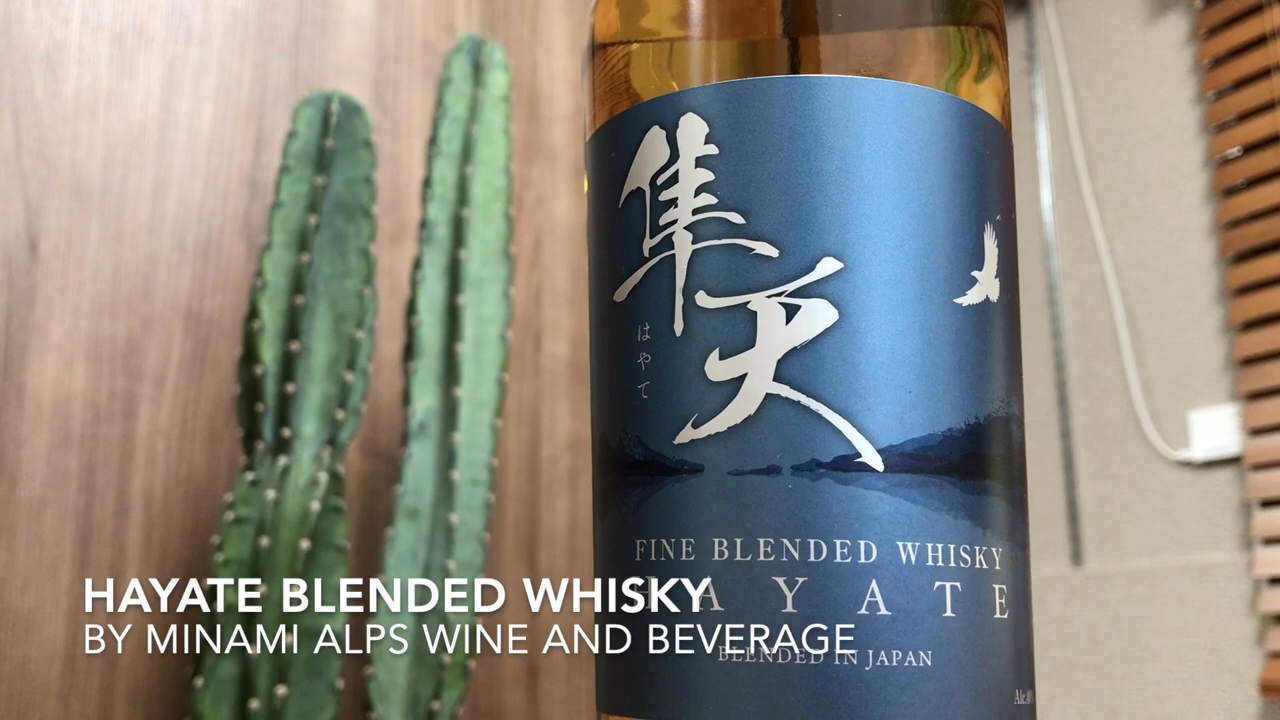 隼天
はやて
FINE BLENDED WHISKY
HAYATE
BLENDED IN JAPAN
HAYATE BLENDED WHISKY
BY MINAMI ALPS WINE AND BEVERAGE